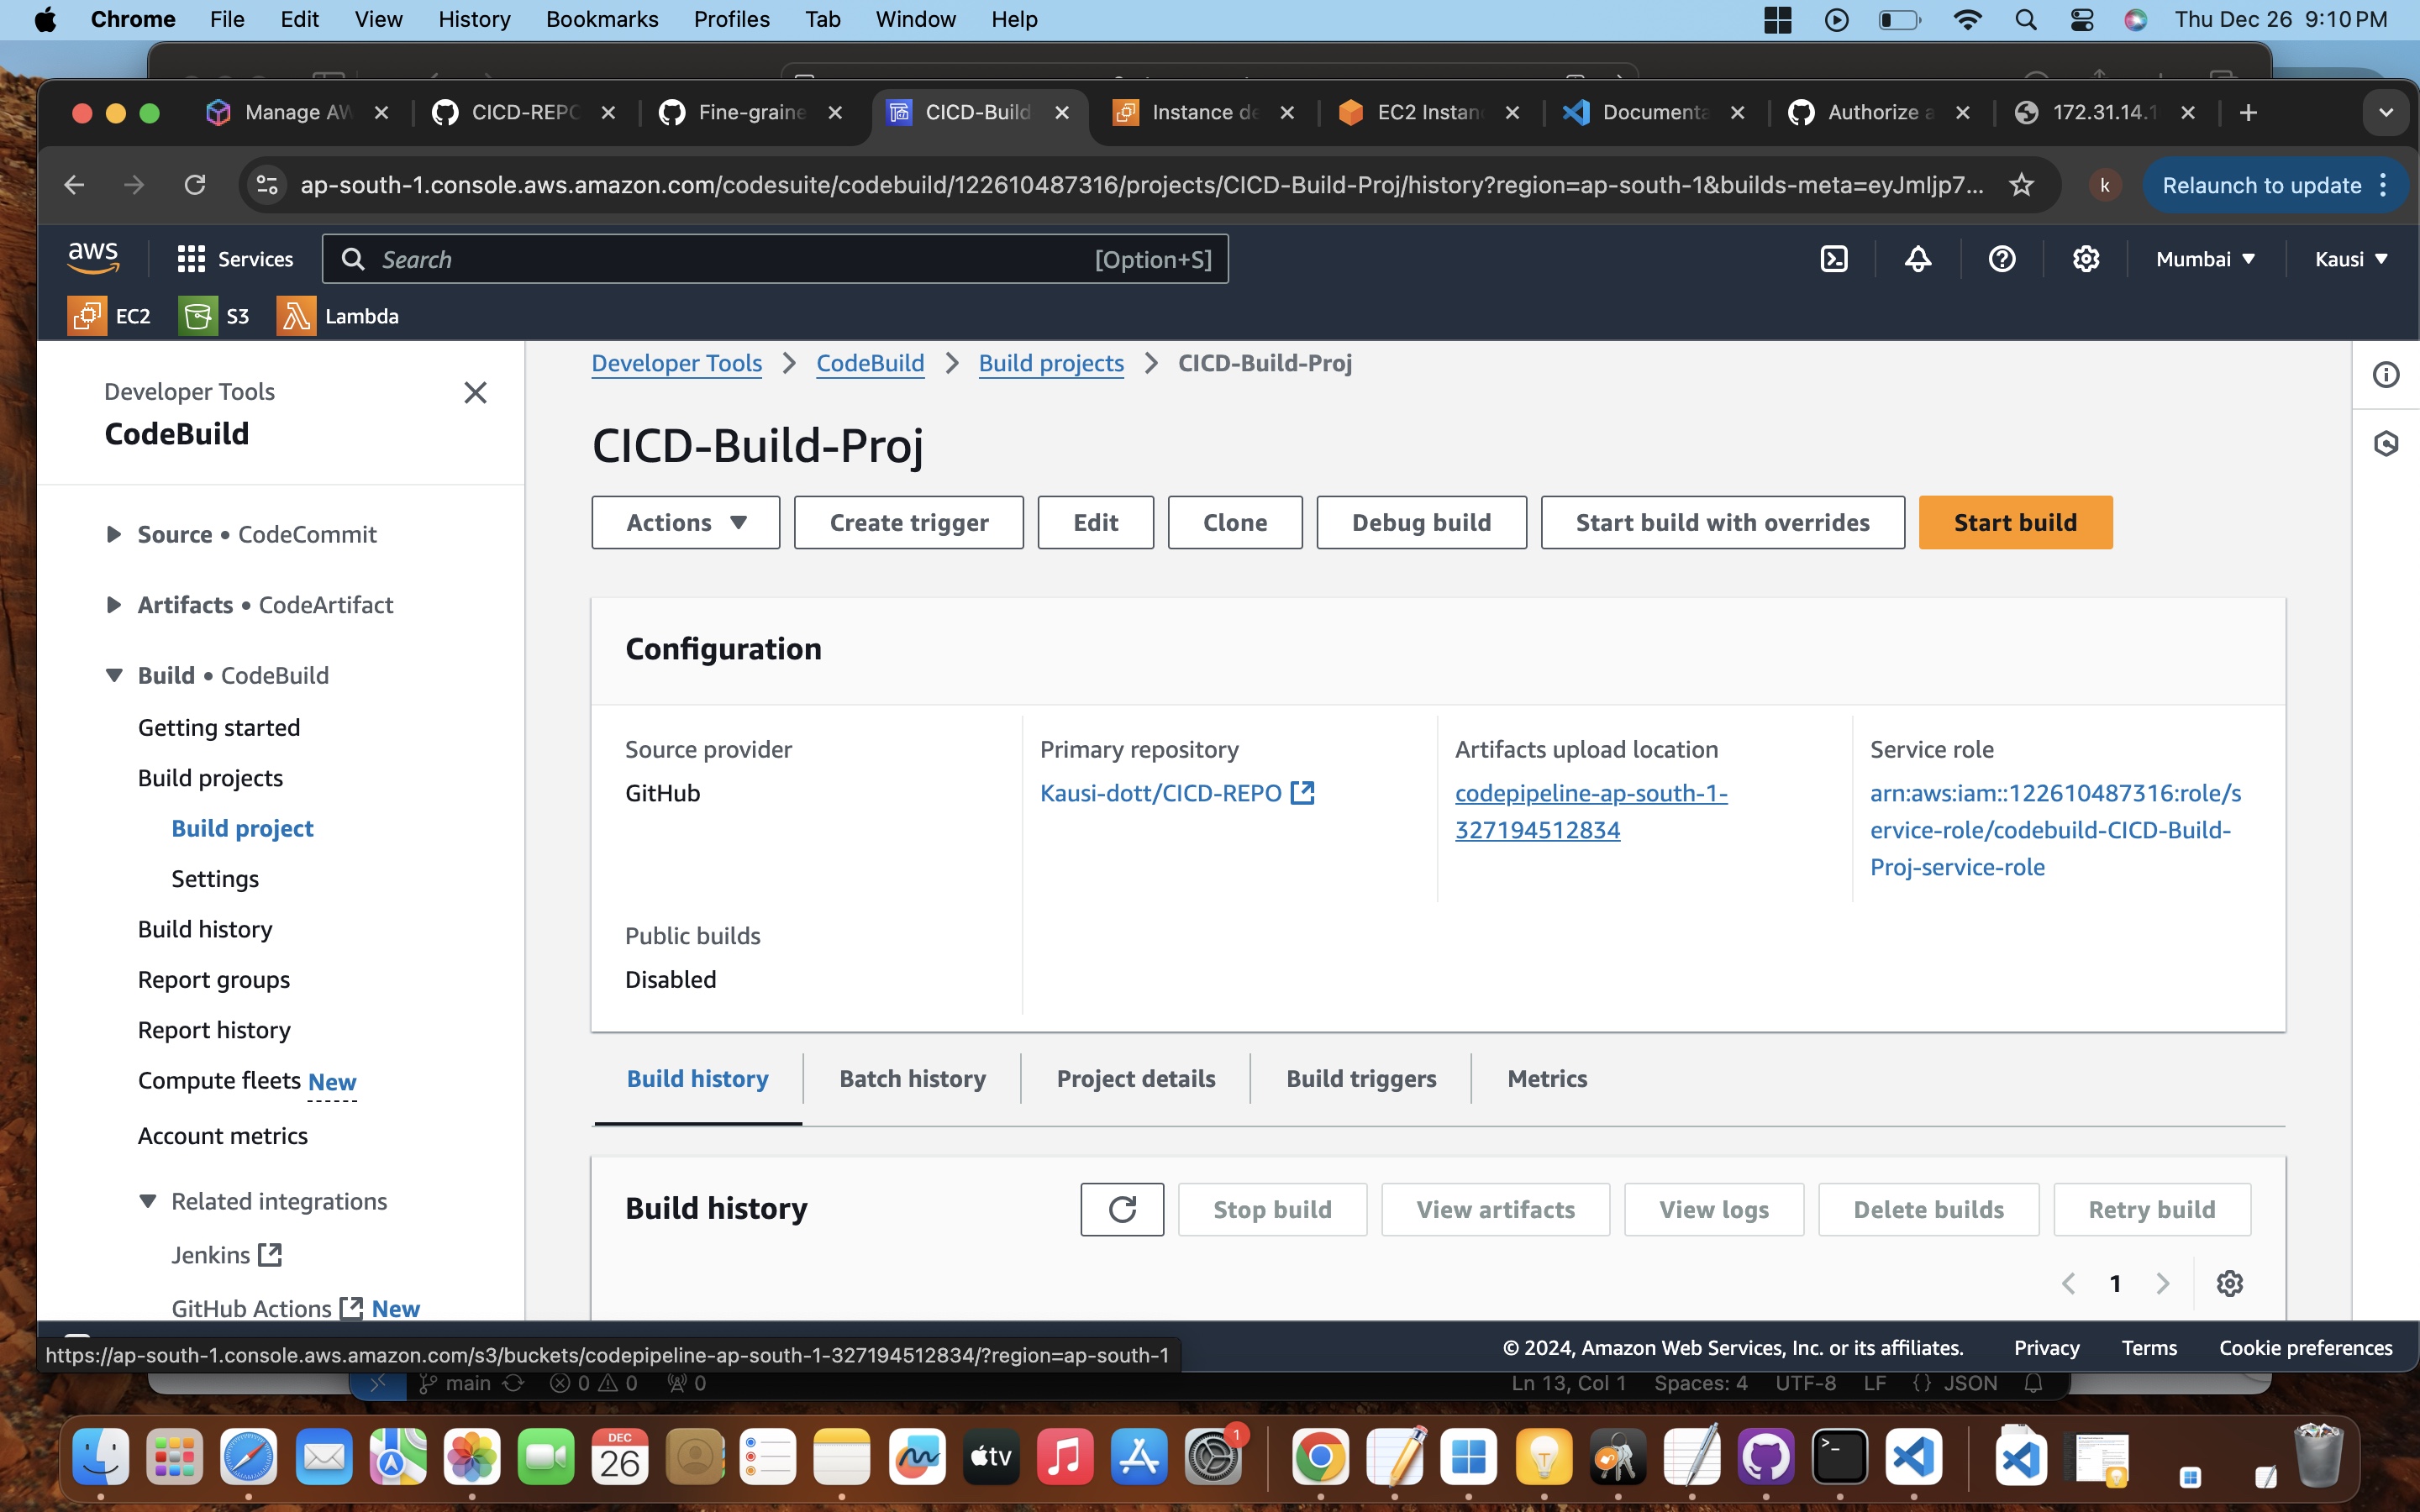 Chrome File Edit View History Bookmarks Profiles Tab Window Help Thu Dec 26 9:10 PM
Manage AW CICD-REPO Fine-graine CICD-Build Instance de EC2 Instan Documenta Authorize a 172.31.14.1
ap-south-1.console.aws.amazon.com/codesuite/codebuild/122610487316/projects/CICD-Build-Proj/history?region=ap-south-1&builds-meta=eyJmIjp7... k Relaunch to update
aws Services Search [Option+S] Mumbai Kausi
EC2 S3 Lambda
Developer Tools
CodeBuild
Source • CodeCommit
Artifacts • CodeArtifact
Build • CodeBuild
Getting started
Build projects
Build project
Settings
Build history
Report groups
Report history
Compute fleets New
Account metrics
Related integrations
Jenkins
GitHub Actions New
Developer Tools > CodeBuild > Build projects > CICD-Build-Proj
CICD-Build-Proj
Actions Create trigger Edit Clone Debug build Start build with overrides Start build
Configuration
Source provider
GitHub
Primary repository
Kausi-dott/CICD-REPO
Artifacts upload location
codepipeline-ap-south-1-
327194512834
Service role
arn:aws:iam::122610487316:role/s
ervice-role/codebuild-CICD-Build-
Proj-service-role
Public builds
Disabled
Build history Batch history Project details Build triggers Metrics
Build history Stop build View artifacts View logs Delete builds Retry build
1
© 2024, Amazon Web Services, Inc. or its affiliates. Privacy Terms Cookie preferences
https://ap-south-1.console.aws.amazon.com/s3/buckets/codepipeline-ap-south-1-327194512834/?region=ap-south-1
main 0 0 0 Ln 13, Col 1 Spaces: 4 UTF-8 LF {} JSON
DEC
26
tv
1